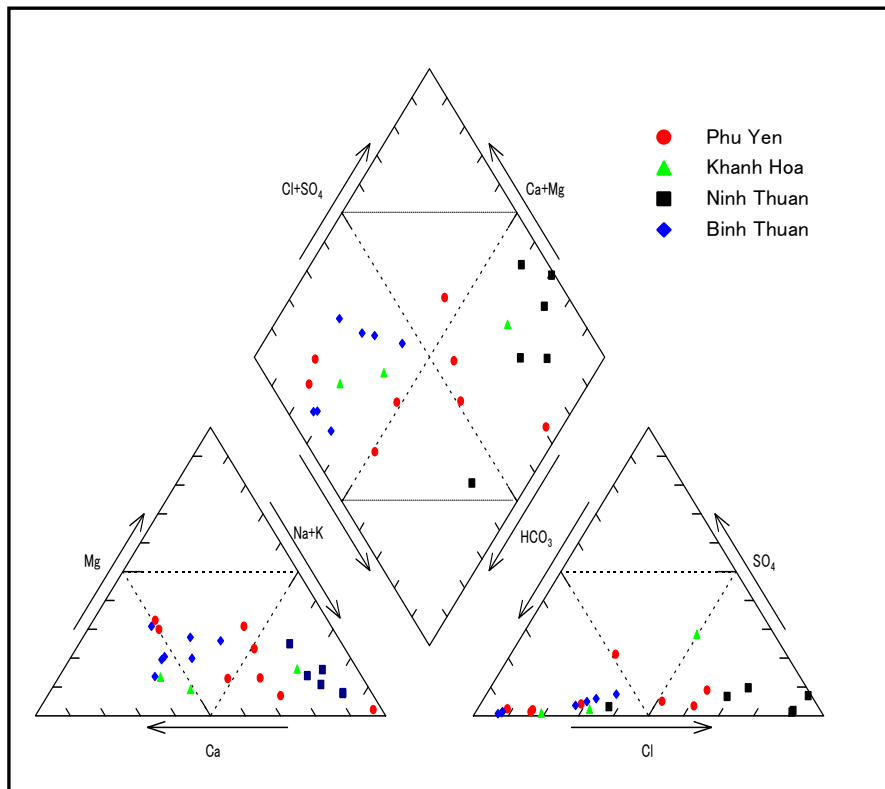 Phu Yen
Khanh Hoa
Ninh Thuan
Binh Thuan
Cl+SO₄
Ca+Mg
Mg
Na+K
HCO₃
SO₄
Ca
Cl